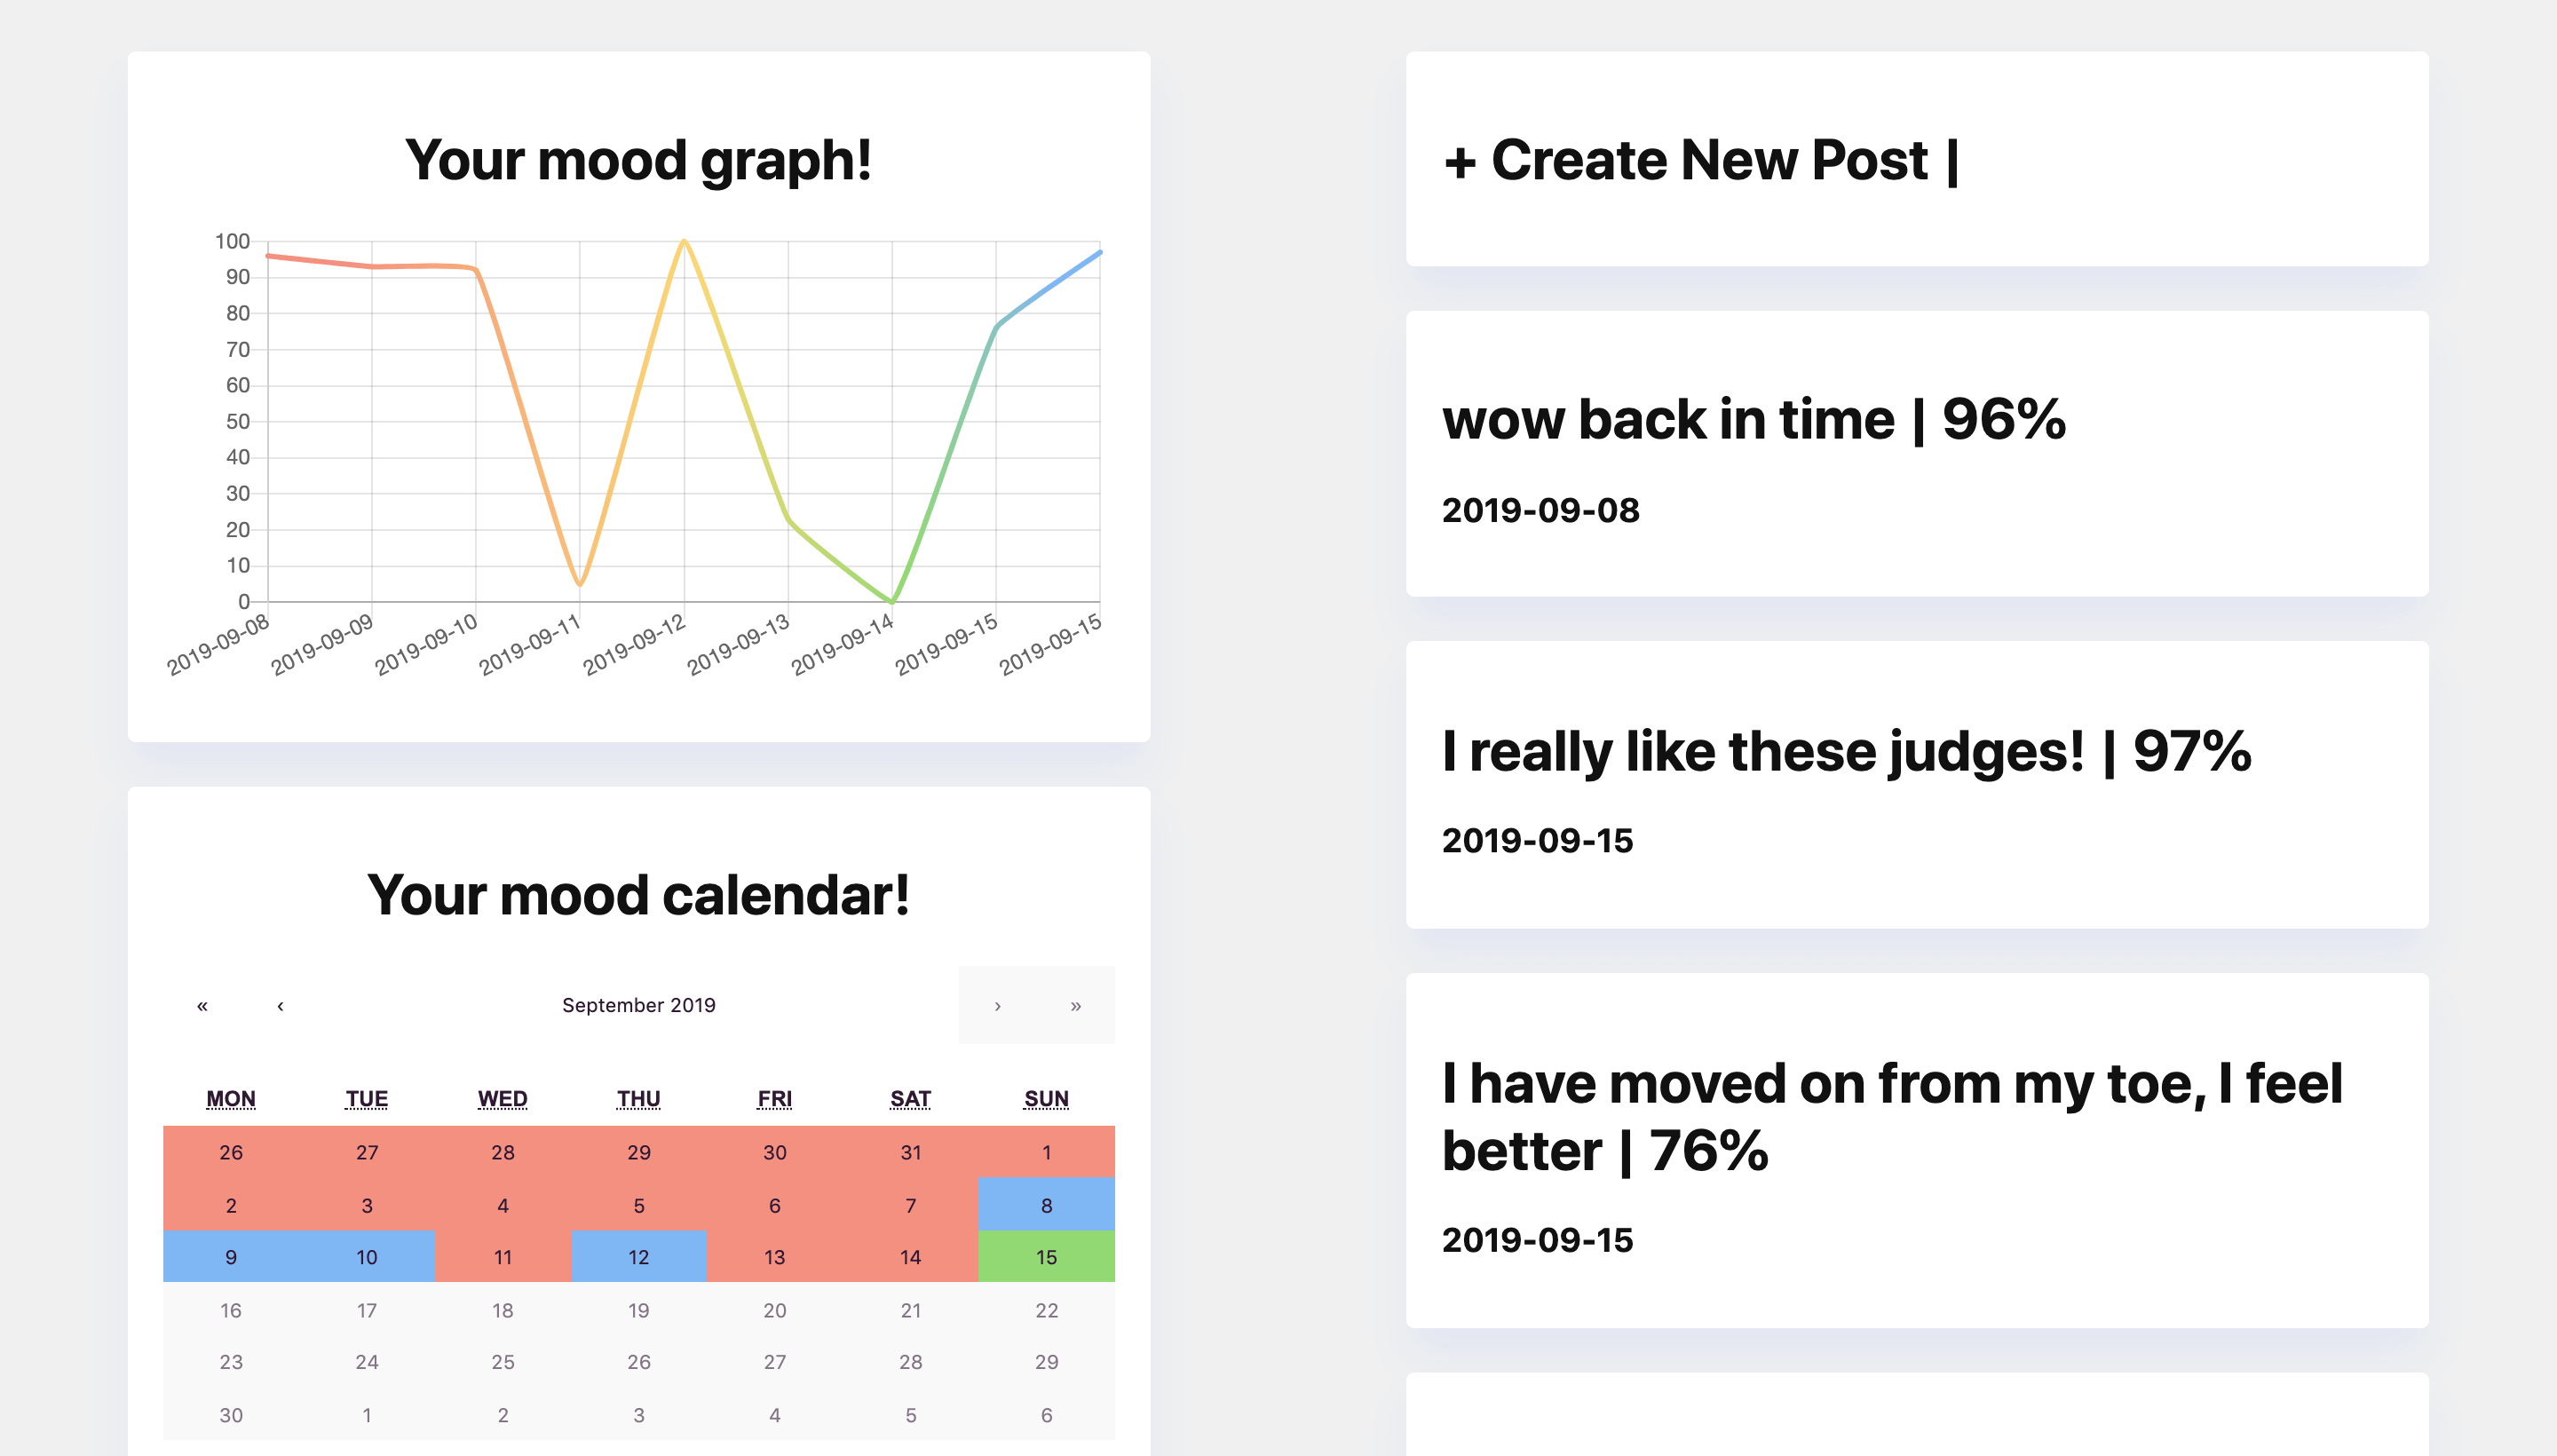 Your mood graph!
100
90
80
70
60
50
40
30
20
10
0
2019-09-08 2019-09-09 2019-09-10 2019-09-11 2019-09-12 2019-09-13 2019-09-14 2019-09-15 2019-09-15
Your mood calendar!
« ‹ September 2019 › »
MON TUE WED THU FRI SAT SUN
26 27 28 29 30 31 1
2 3 4 5 6 7 8
9 10 11 12 13 14 15
16 17 18 19 20 21 22
23 24 25 26 27 28 29
30 1 2 3 4 5 6
+ Create New Post |
wow back in time | 96%
2019-09-08
I really like these judges! | 97%
2019-09-15
I have moved on from my toe, I feel
better | 76%
2019-09-15